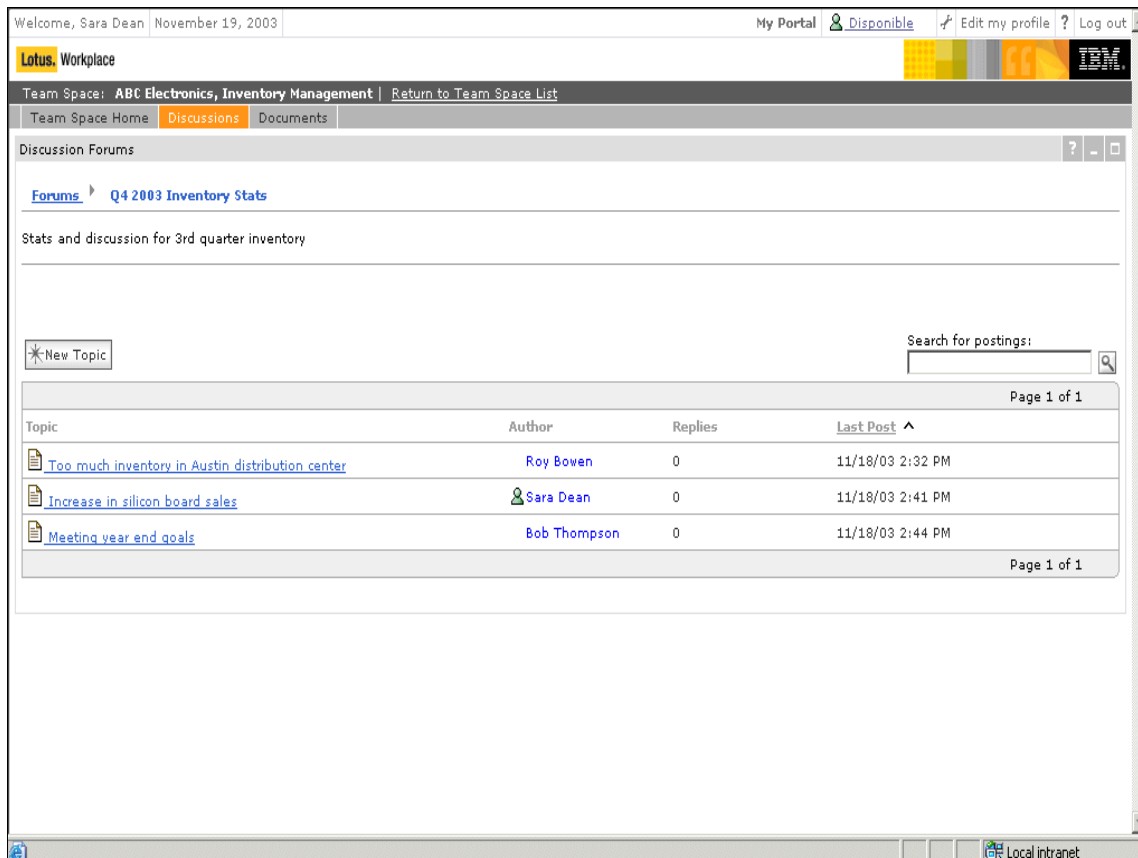 Welcome, Sara Dean November 19, 2003 My Portal Disponible Edit my profile ? Log out
Lotus. Workplace IBM.
Team Space: ABC Electronics, Inventory Management | Return to Team Space List
Team Space Home Discussions Documents
Discussion Forums ?
Forums Q4 2003 Inventory Stats
Stats and discussion for 3rd quarter inventory
Search for postings:
New Topic
Page 1 of 1
Topic Author Replies Last Post
Too much inventory in Austin distribution center Roy Bowen 0 11/18/03 2:32 PM
Increase in silicon board sales Sara Dean 0 11/18/03 2:41 PM
Meeting year end goals Bob Thompson 0 11/18/03 2:44 PM
Page 1 of 1
Local intranet